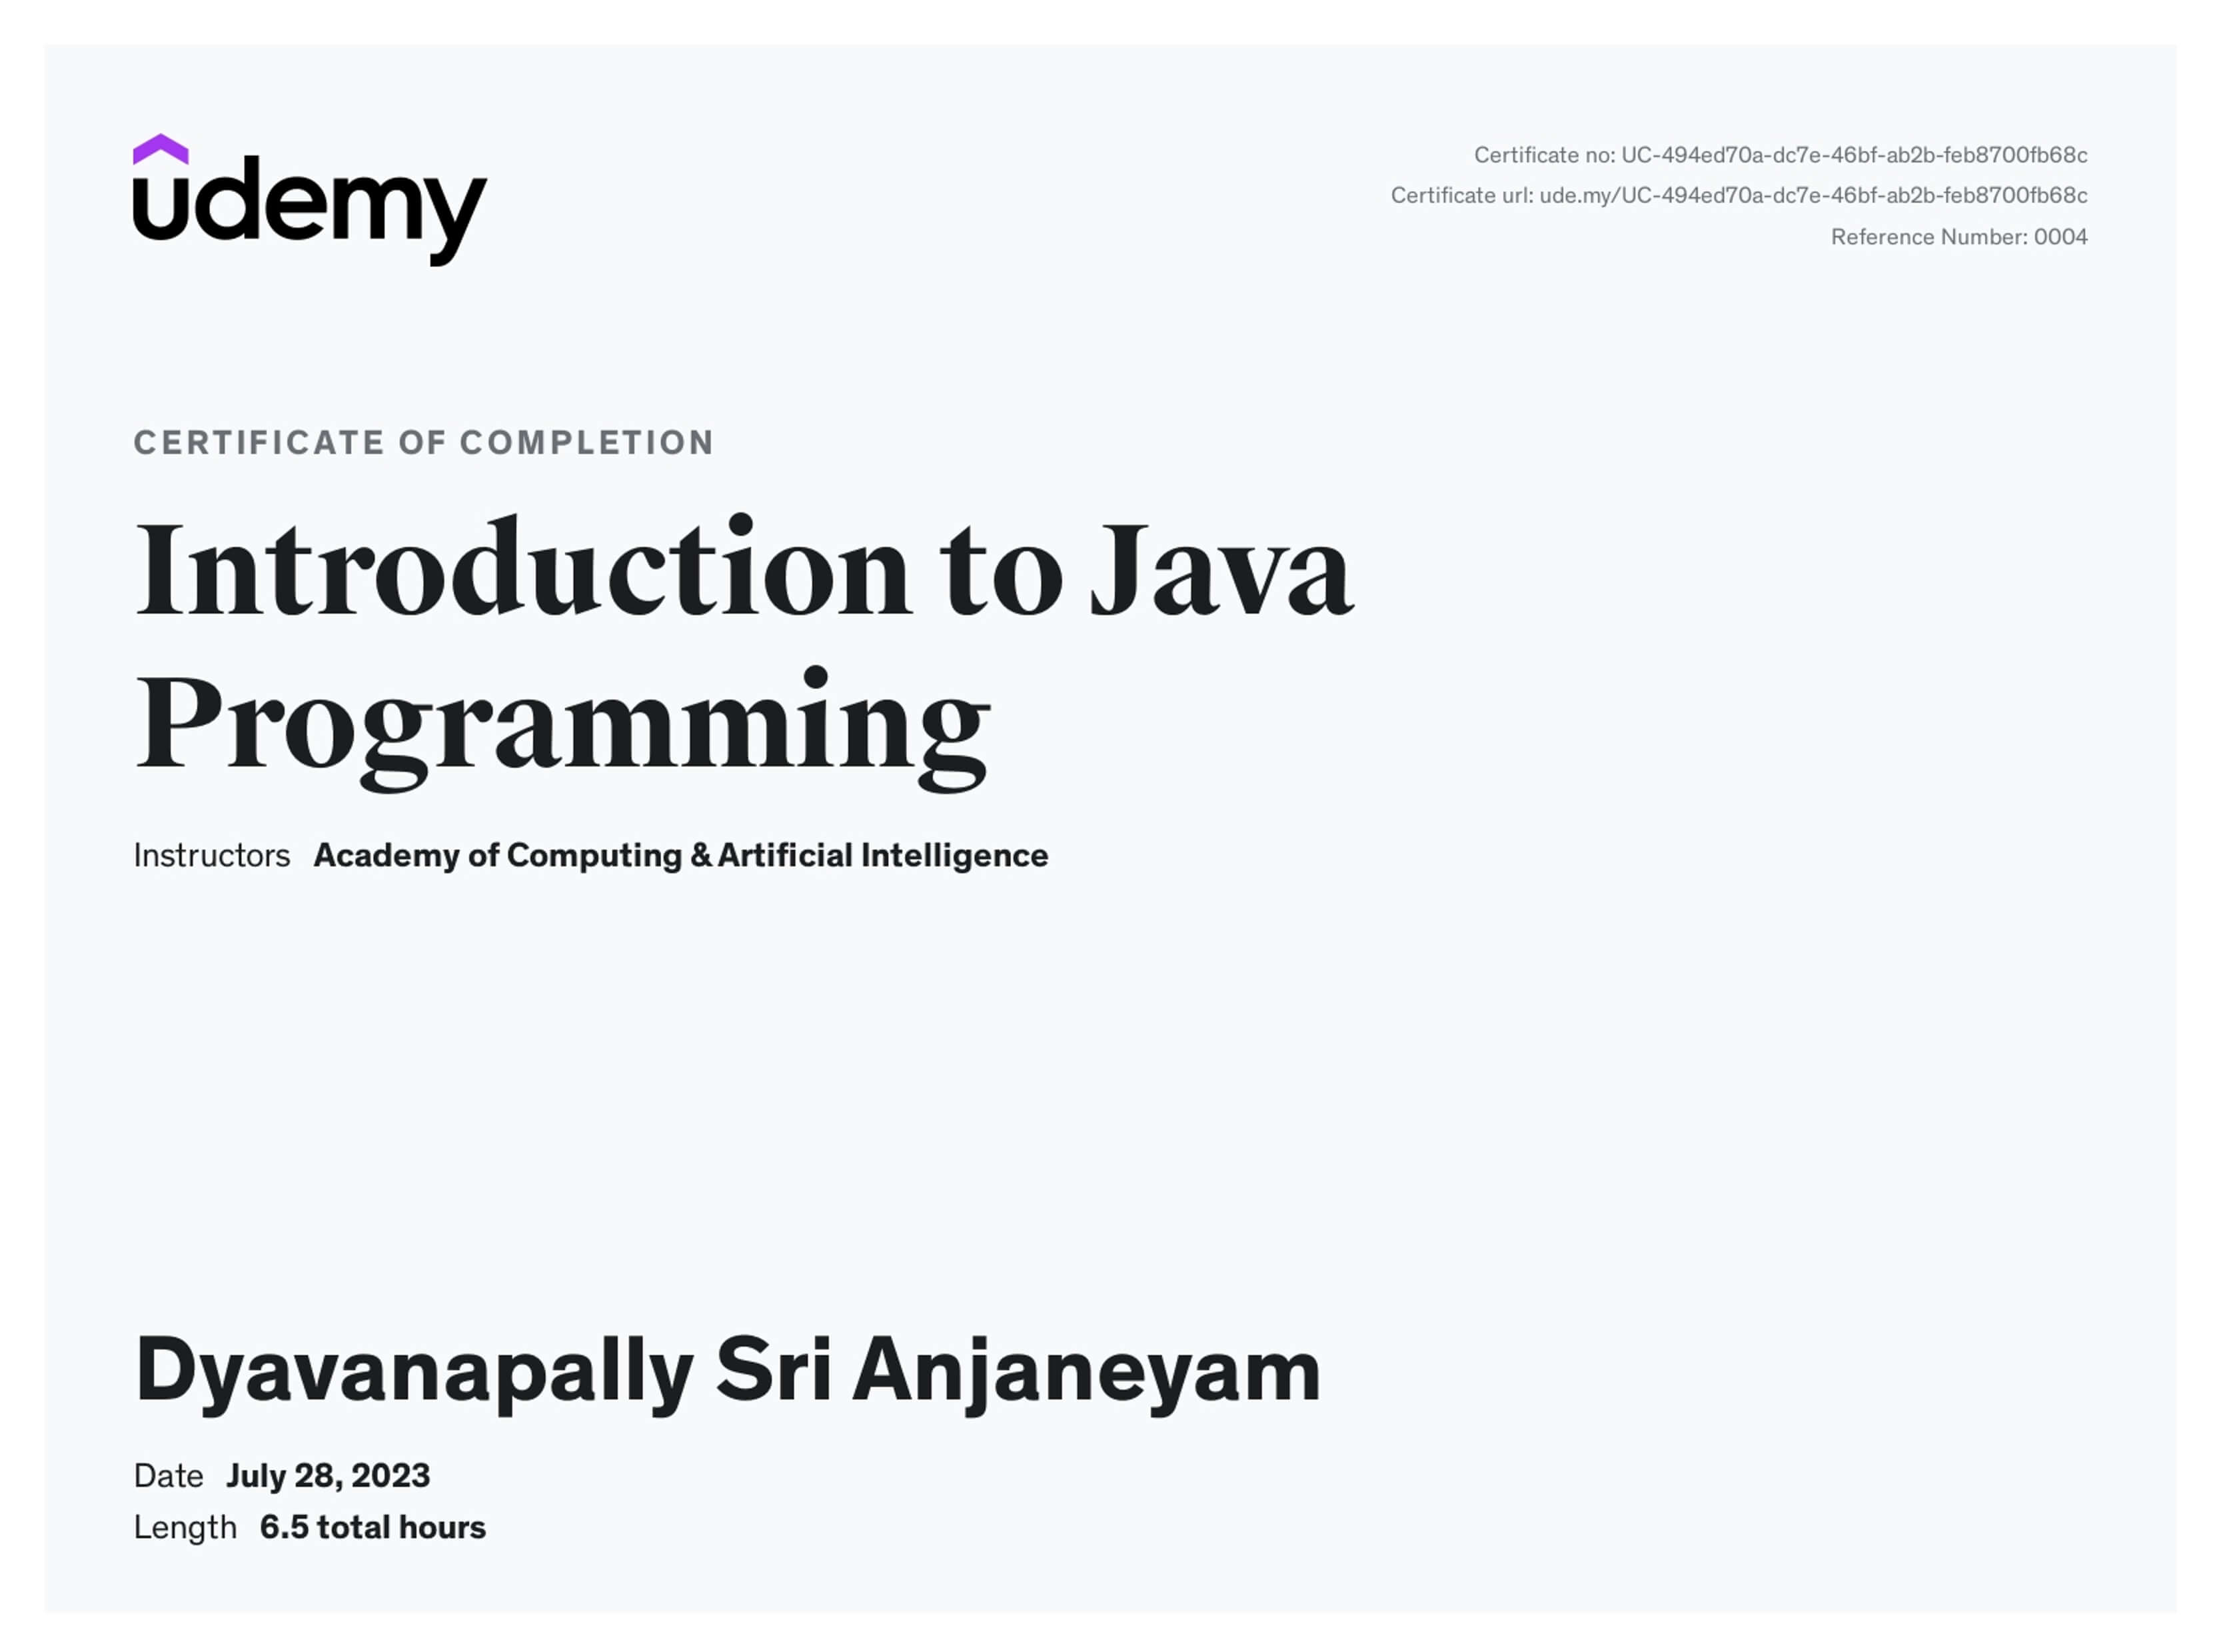 udemy
Certificate no: UC-494ed70a-dc7e-46bf-ab2b-feb8700fb68c
Certificate url: ude.my/UC-494ed70a-dc7e-46bf-ab2b-feb8700fb68c
Reference Number: 0004
CERTIFICATE OF COMPLETION
Introduction to Java
Programming
Instructors Academy of Computing & Artificial Intelligence
Dyavanapally Sri Anjaneyam
Date July 28, 2023
Length 6.5 total hours